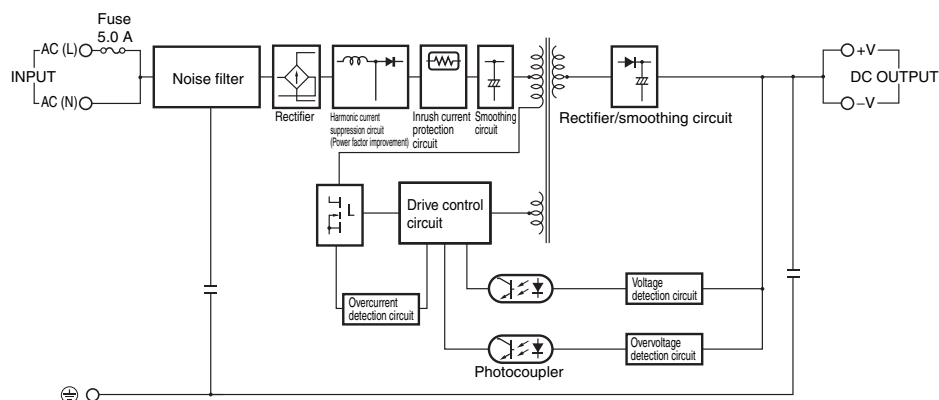 Fuse
5.0 A
AC (L)
INPUT
AC (N)
Noise filter
Rectifier
Harmonic current
suppression circuit
(Power factor improvement)
Inrush current
protection
circuit
Smoothing
circuit
Rectifier/smoothing circuit
+V
DC OUTPUT
–V
Drive control
circuit
Overcurrent
detection circuit
Voltage
detection circuit
Overvoltage
detection circuit
Photocoupler